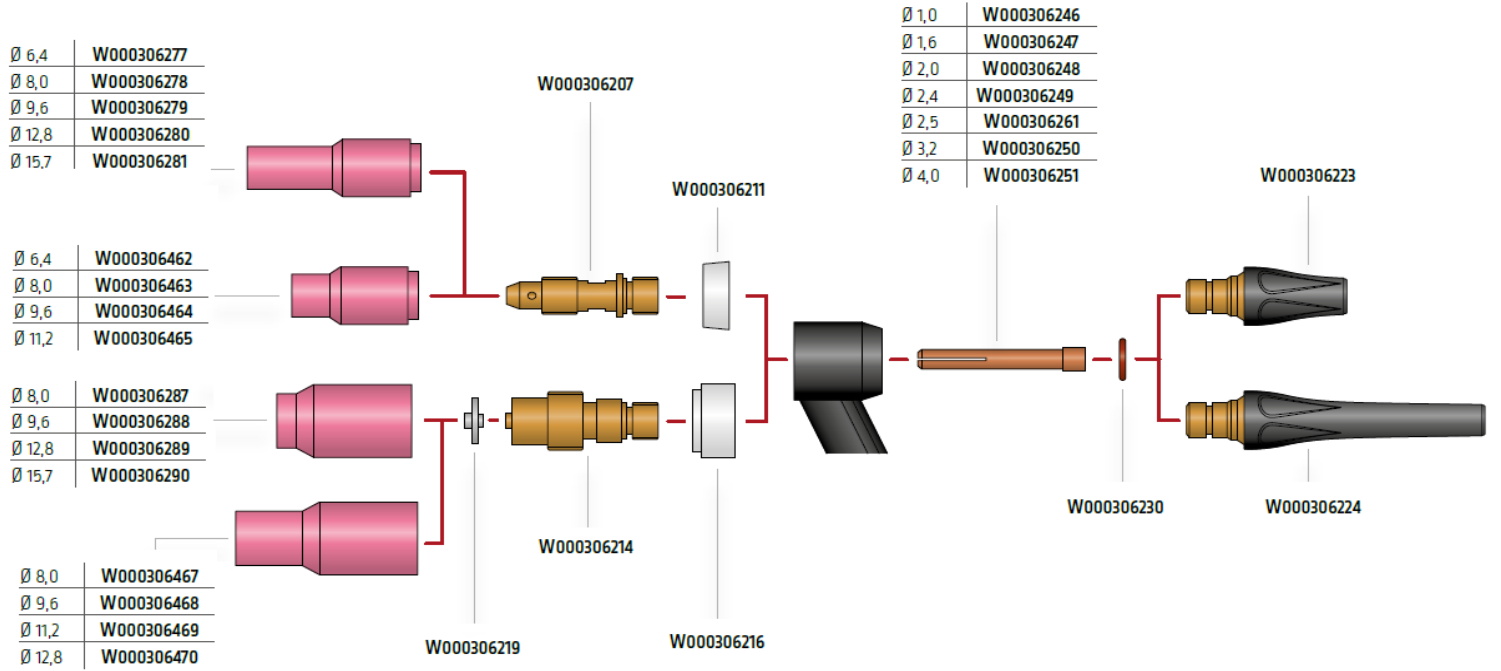 Ø 6,4 W000306277
Ø 8,0 W000306278
Ø 9,6 W000306279
Ø 12,8 W000306280
Ø 15,7 W000306281
Ø 6,4 W000306462
Ø 8,0 W000306463
Ø 9,6 W000306464
Ø 11,2 W000306465
Ø 8,0 W000306287
Ø 9,6 W000306288
Ø 12,8 W000306289
Ø 15,7 W000306290
Ø 8,0 W000306467
Ø 9,6 W000306468
Ø 11,2 W000306469
Ø 12,8 W000306470
W000306207
W000306211
W000306214
W000306219
W000306216
Ø 1,0 W000306246
Ø 1,6 W000306247
Ø 2,0 W000306248
Ø 2,4 W000306249
Ø 2,5 W000306261
Ø 3,2 W000306250
Ø 4,0 W000306251
W000306223
W000306230
W000306224